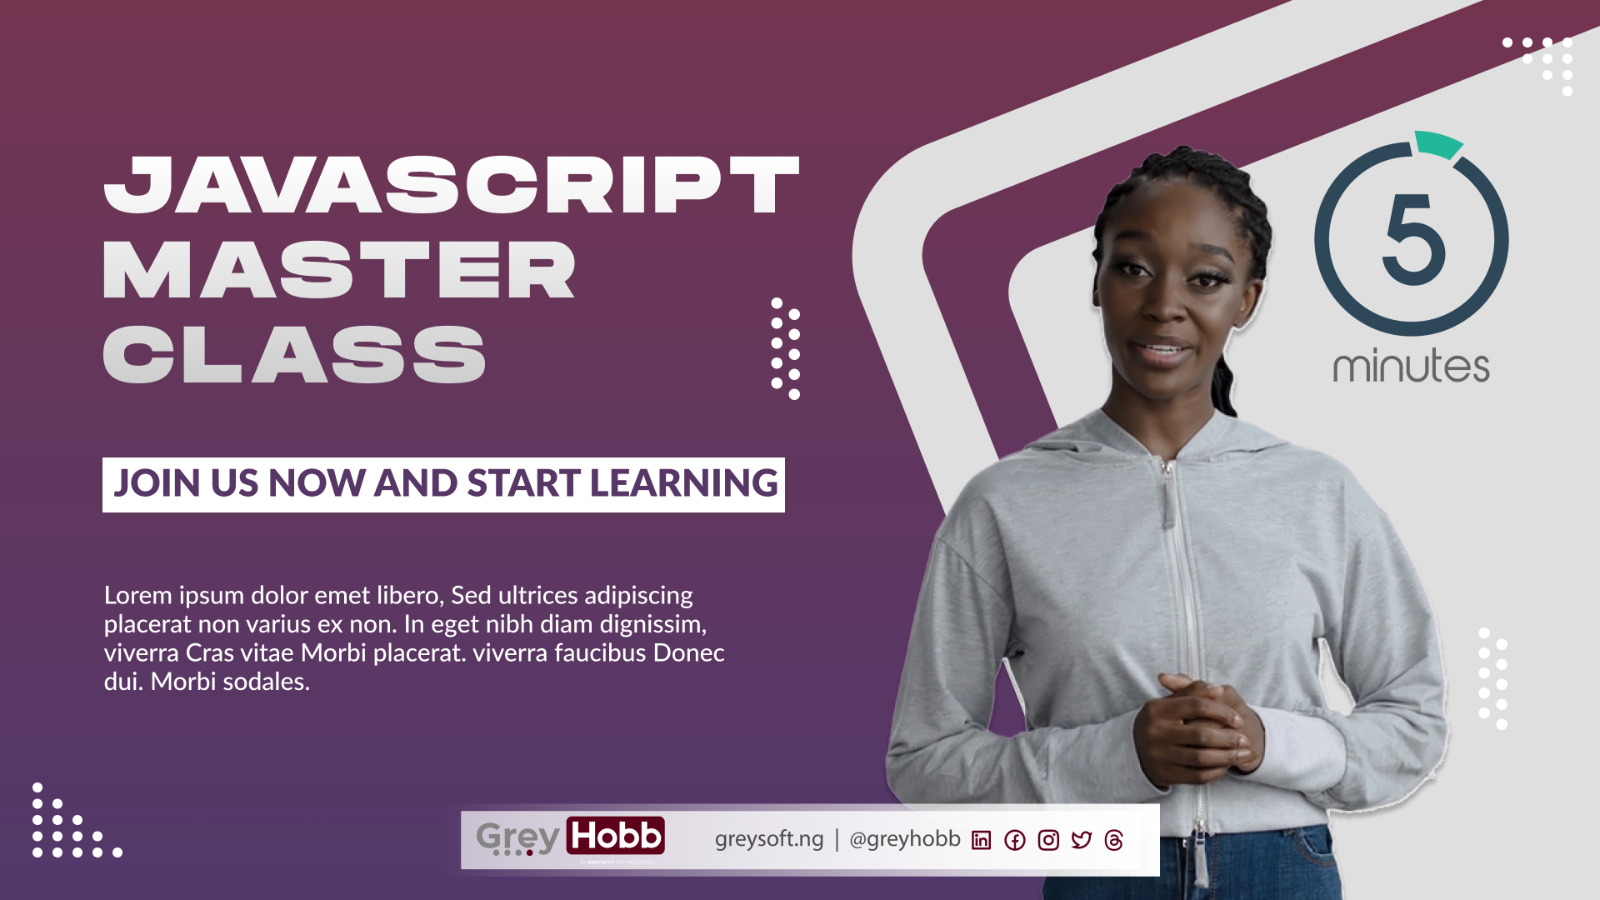 JAVASCRIPT
MASTER
CLASS
5
minutes
JOIN US NOW AND START LEARNING
Lorem ipsum dolor emet libero, Sed ultrices adipiscing
placerat non varius ex non. In eget nibh diam dignissim,
viverra Cras vitae Morbi placerat. viverra faucibus Donec
dui. Morbi sodales.
Grey Hobb
greysoft.ng | @greyhobb